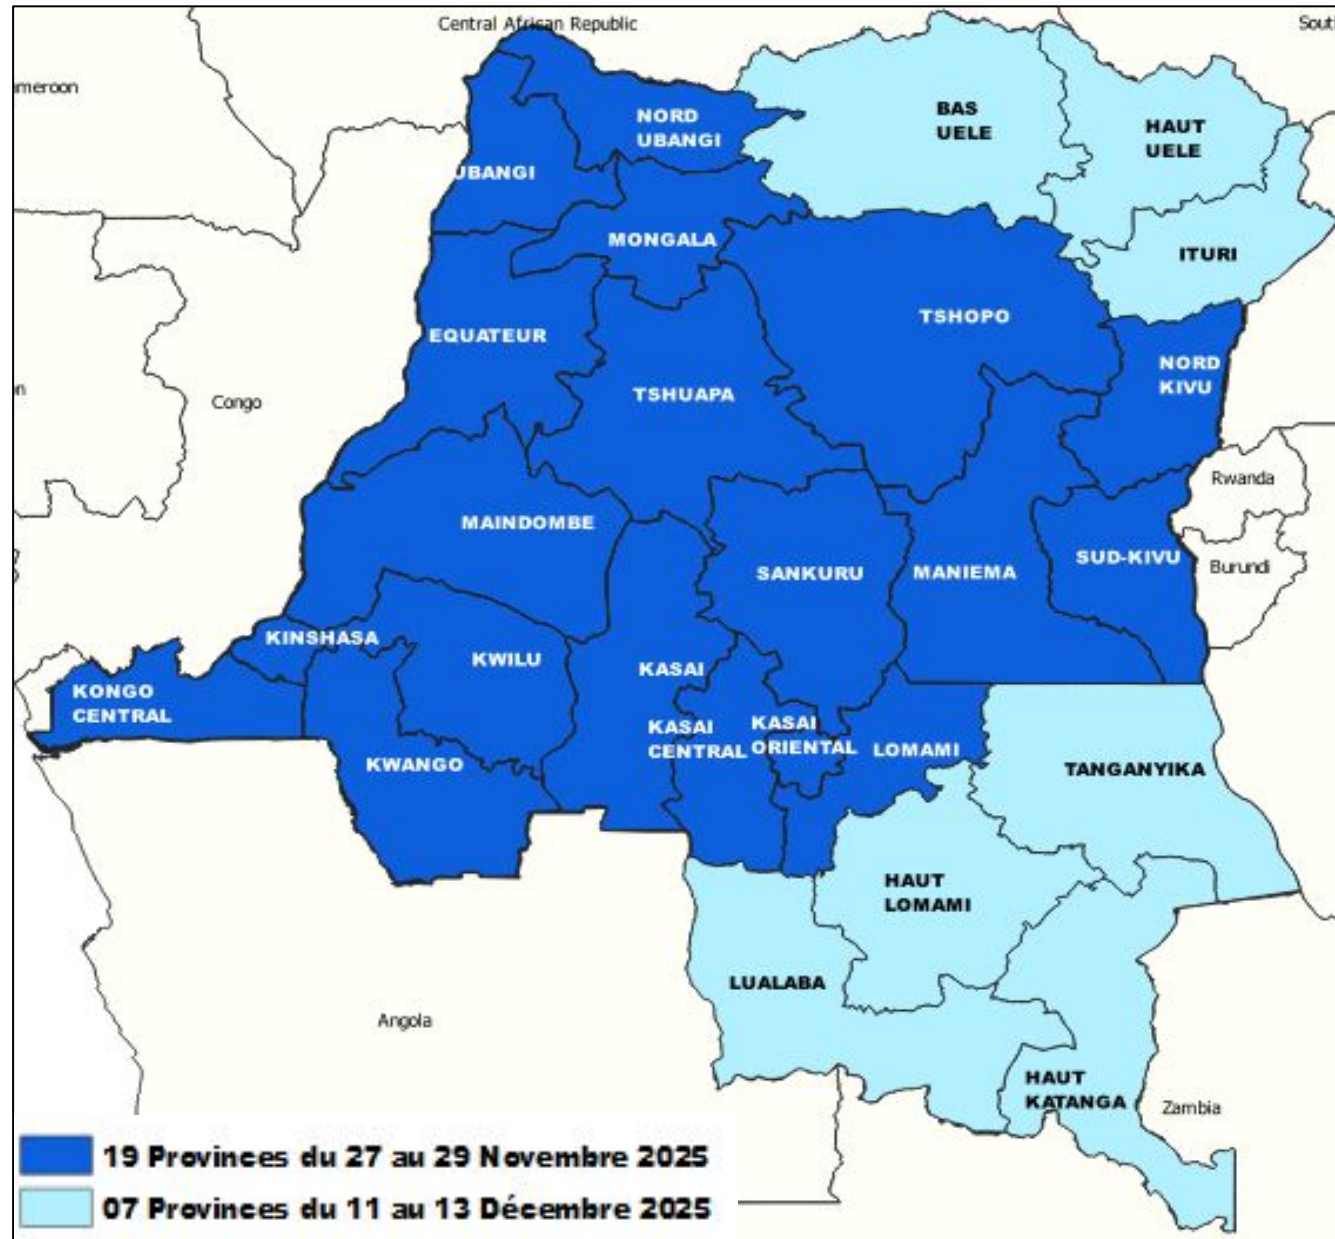 Central African Republic
Sout
ameroon
NORD
UBANGI
BAS
UELE
HAUT
UELE
UBANGI
MONGALA
ITURI
TSHOPO
EQUATEUR
NORD
KIVU
TSHUAPA
n
Congo
Rwanda
MAINDOMBE
SANKURU
MANIEMA
SUD-KIVU
Burundi
KINSHASA
KWILU
KASAI
KONGO
CENTRAL
KASAI
CENTRAL
KASAI
ORIENTAL
LOMAMI
KWANGO
TANGANYIKA
HAUT
LOMAMI
LUALABA
Angola
HAUT
KATANGA
Zambia
19 Provinces du 27 au 29 Novembre 2025
07 Provinces du 11 au 13 Décembre 2025